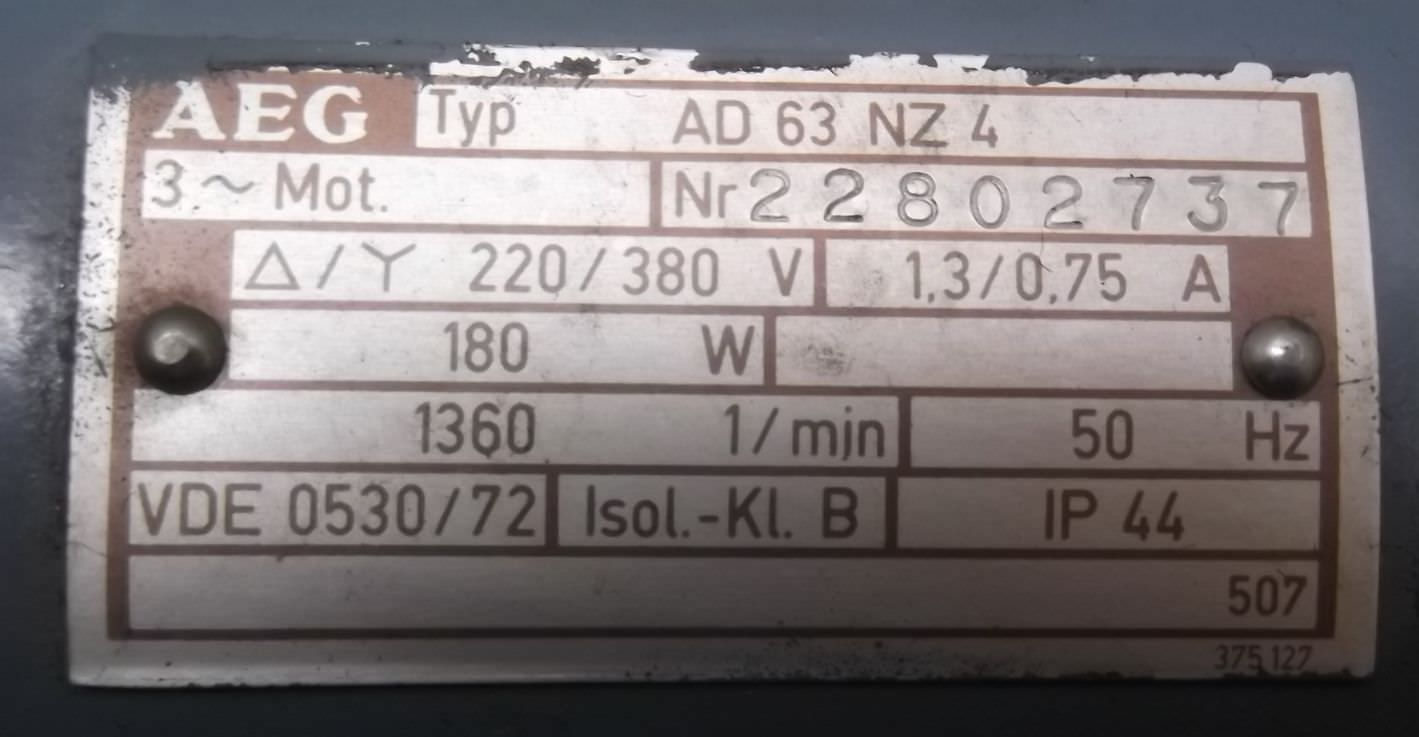 AEG Typ AD 63 NZ 4
3 ~ Mot. Nr 22802737
Δ / Y 220 / 380 V 1,3 / 0,75 A
180 W
1360 1/min 50 Hz
VDE 0530/72 Isol.-Kl. B IP 44
507
375 127